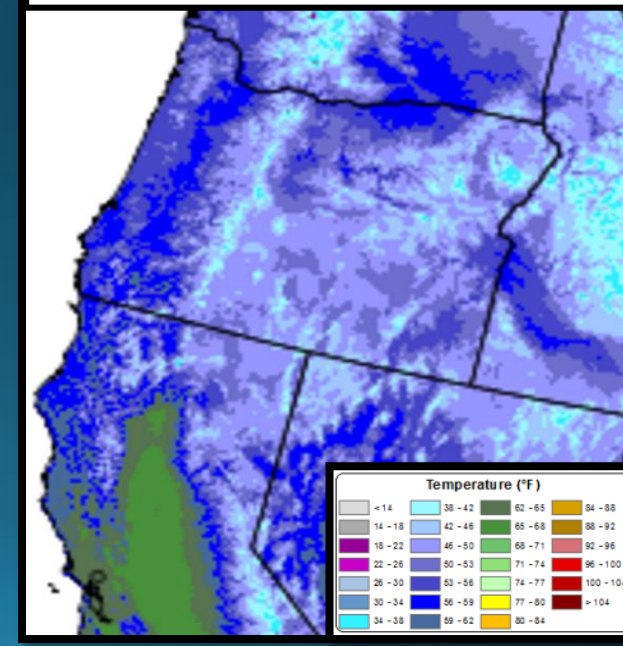 Temperature (°F)
< 14 38 - 42 62 - 65 84 - 88
14 - 18 42 - 46 65 - 68 88 - 92
18 - 22 46 - 50 68 - 71 92 - 96
22 - 26 50 - 53 71 - 74 96 - 100
26 - 30 53 - 56 74 - 77 100 - 104
30 - 34 56 - 59 77 - 80 > 104
34 - 38 59 - 62 80 - 84